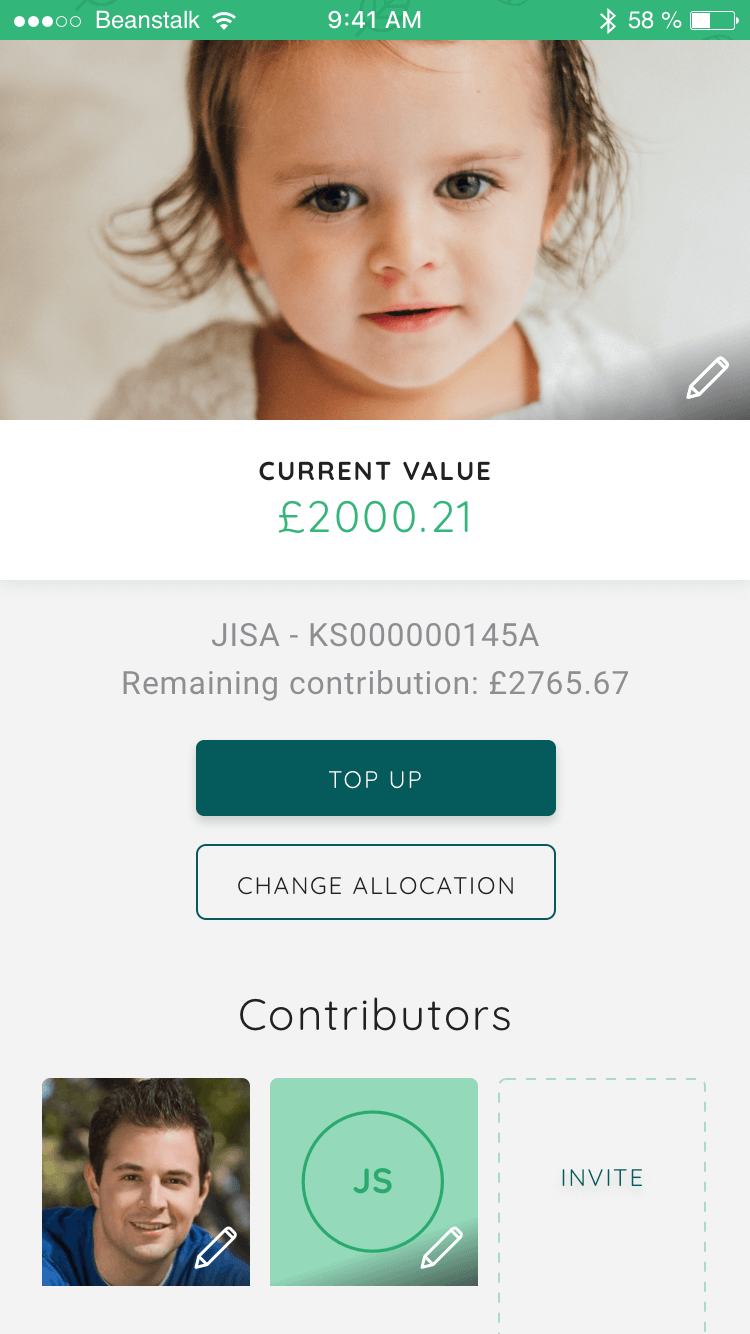 Beanstalk 9:41 AM 58 %
CURRENT VALUE
£2000.21
JISA - KS000000145A
Remaining contribution: £2765.67
TOP UP
CHANGE ALLOCATION
Contributors
JS
INVITE